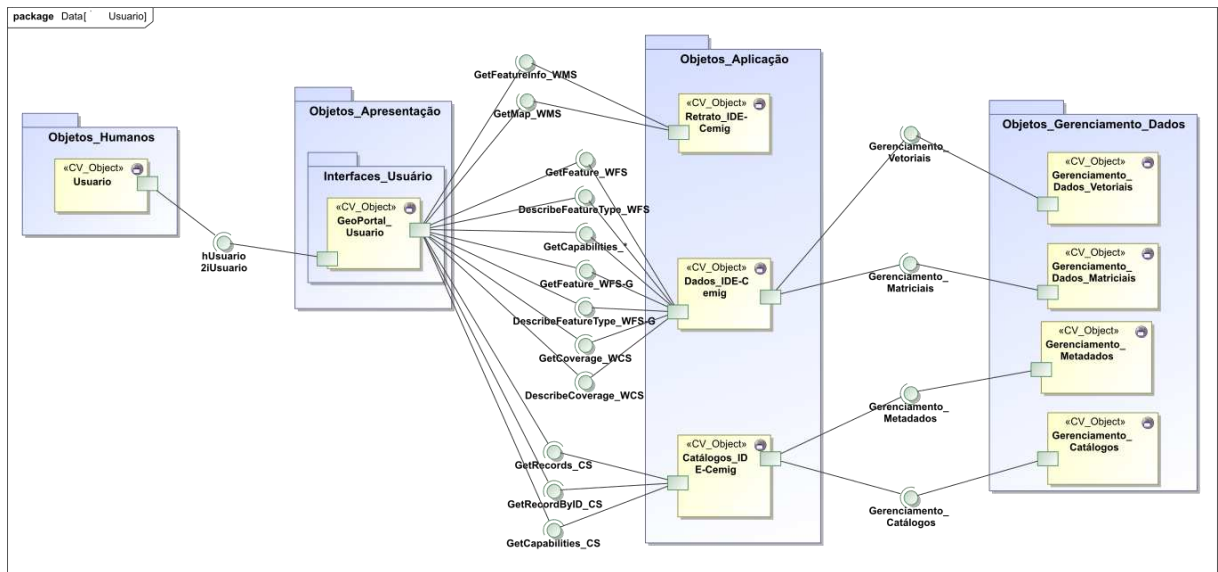 package Data[ Usuario]
Objetos_Humanos
«CV_Object»
Usuario
hUsuario
2iUsuario
Objetos_Apresentação
Interfaces_Usuário
«CV_Object»
GeoPortal_
Usuario
GetFeatureInfo_WMS
GetMap_WMS
GetFeature_WFS
DescribeFeatureType_WFS
GetCapabilities_*
GetFeature_WFS-G
DescribeFeatureType_WFS-G
GetCoverage_WCS
DescribeCoverage_WCS
GetRecords_CS
GetRecordByID_CS
GetCapabilities_CS
Objetos_Aplicação
«CV_Object»
Retrato_IDE-
Cemig
«CV_Object»
Dados_IDE-C
emig
«CV_Object»
Catálogos_ID
E-Cemig
Gerenciamento_
Vetoriais
Gerenciamento_
Matriciais
Gerenciamento_
Metadados
Gerenciamento_
Catálogos
Objetos_Gerenciamento_Dados
«CV_Object»
Gerenciamento_
Dados_Vetoriais
«CV_Object»
Gerenciamento_
Dados_Matriciais
«CV_Object»
Gerenciamento_
Metadados
«CV_Object»
Gerenciamento_
Catálogos